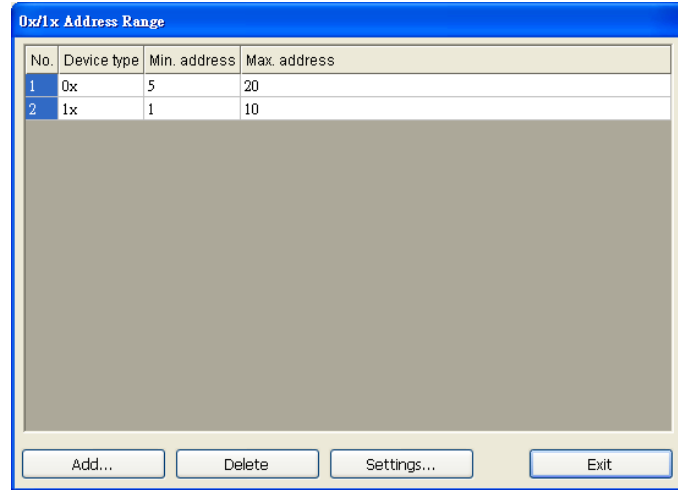 0x/1x Address Range
No. Device type Min. address Max. address
1 0x 5 20
2 1x 1 10
Add... Delete Settings... Exit